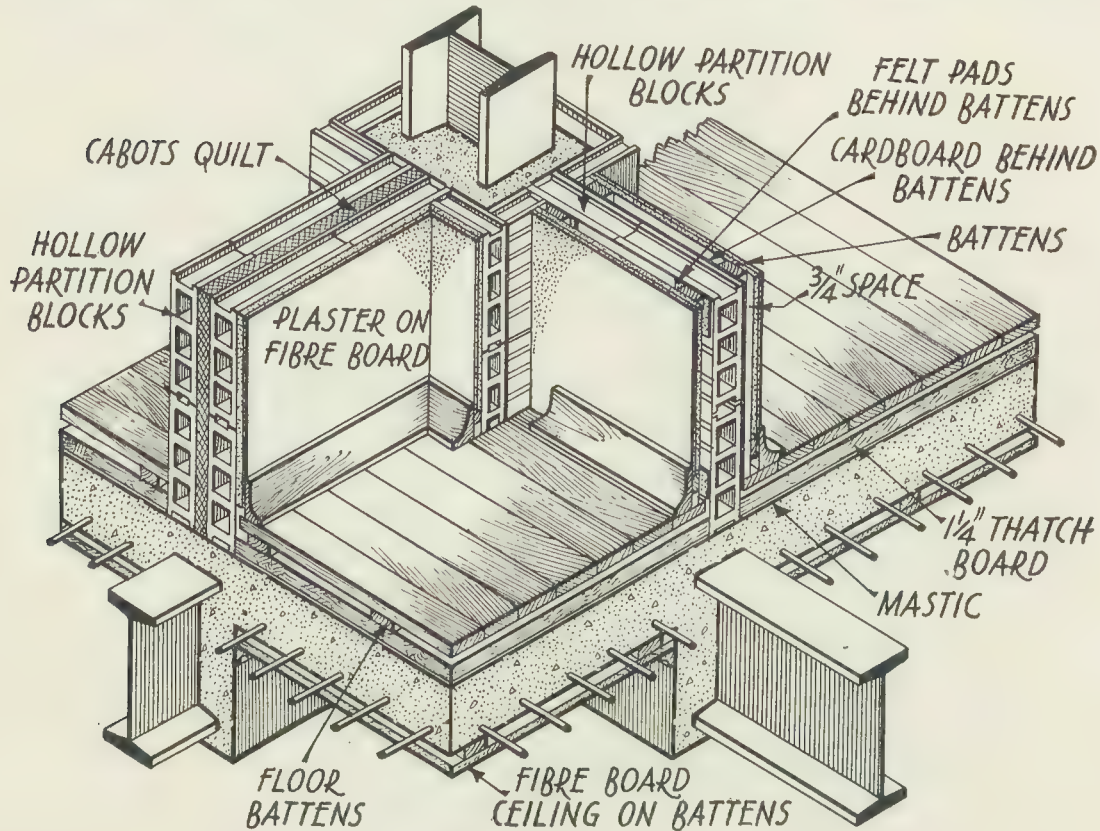 HOLLOW PARTITION
BLOCKS
FELT PADS
BEHIND BATTENS
CABOTS QUILT
CARDBOARD BEHIND
BATTENS
HOLLOW
PARTITION
BLOCKS
BATTENS
3/4" SPACE
PLASTER ON
FIBRE BOARD
1 1/4" THATCH
BOARD
MASTIC
FLOOR
BATTENS
FIBRE BOARD
CEILING ON BATTENS